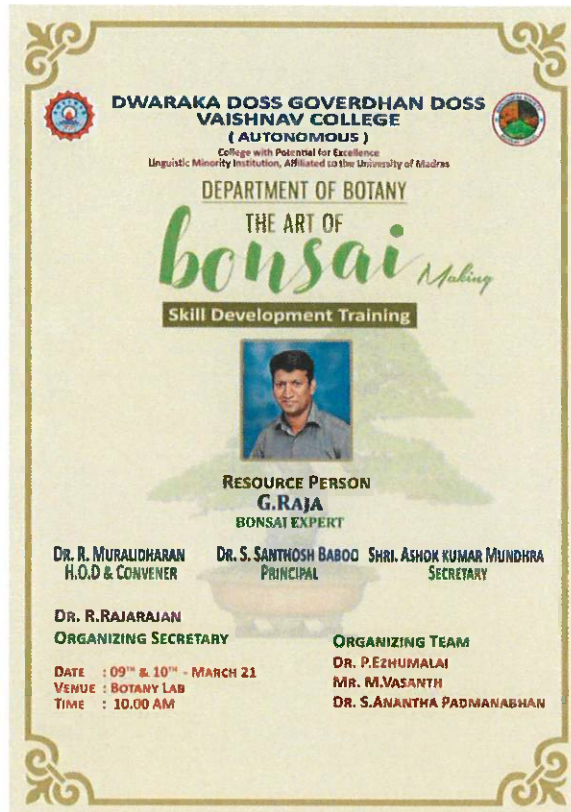 DWARAKA DOSS GOVERDHAN DOSS
VAISHNAV COLLEGE
( AUTONOMOUS )
College with Potential for Excellence
Linguistic Minority Institution, Affiliated to the University of Madras
DEPARTMENT OF BOTANY
THE ART OF
bonsai Making
Skill Development Training
RESOURCE PERSON
G.RAJA
BONSAI EXPERT
DR. R. MURALIDHARAN DR. S. SANTHOSH BABOO SHRI. ASHOK KUMAR MUNDHRA
H.O.D & CONVENER PRINCIPAL SECRETARY
DR. R.RAJARAJAN
ORGANIZING SECRETARY
DATE : 09TH & 10TH - MARCH 21
VENUE : BOTANY LAB
TIME : 10.00 AM
ORGANIZING TEAM
DR. P.EZHUMALAI
MR. M.VASANTH
DR. S.ANANTHA PADMANABHAN